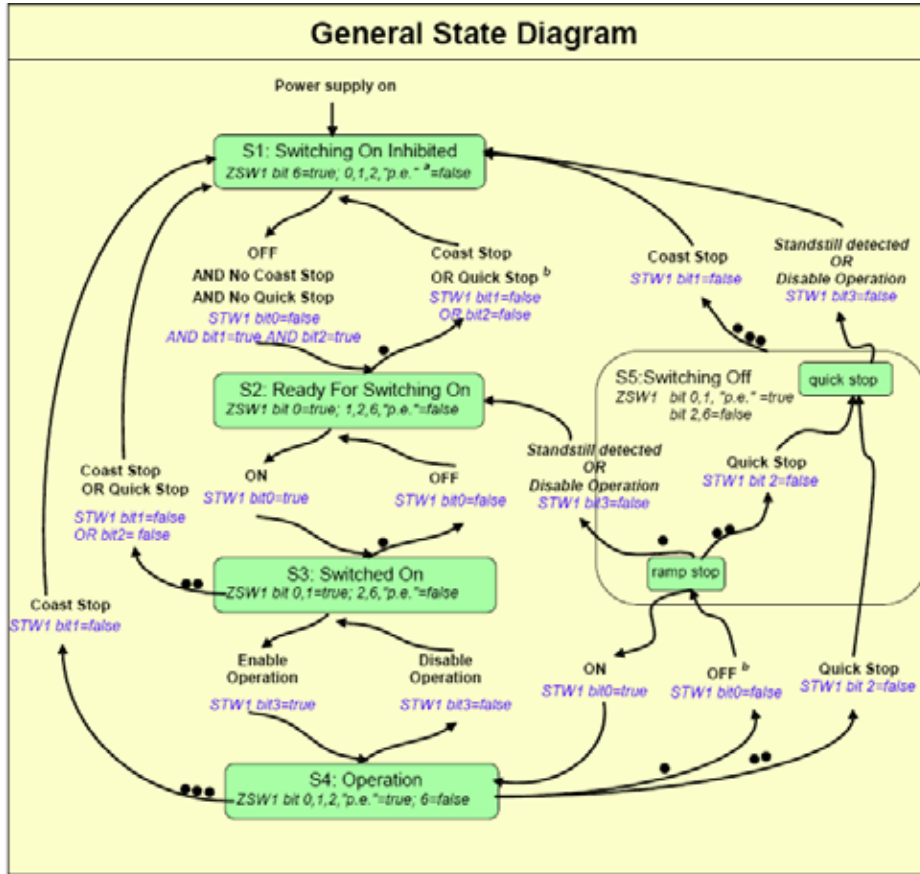 General State Diagram
Power supply on
S1: Switching On Inhibited
ZSW1 bit 6=true; 0,1,2,"p.e." a=false
OFF
AND No Coast Stop
AND No Quick Stop
STW1 bit0=false
AND bit1=true AND bit2=true
Coast Stop
OR Quick Stop b
STW1 bit1=false
OR bit2=false
Coast Stop
STW1 bit1=false
Standstill detected
OR
Disable Operation
STW1 bit3=false
S2: Ready For Switching On
ZSW1 bit 0=true; 1,2,6,"p.e."=false
S5:Switching Off
ZSW1 bit 0,1, "p.e." =true
bit 2,6=false
quick stop
Coast Stop
OR Quick Stop
STW1 bit1=false
OR bit2= false
ON
STW1 bit0=true
OFF
STW1 bit0=false
Standstill detected
OR
Disable Operation
STW1 bit3=false
Quick Stop
STW1 bit 2=false
S3: Switched On
ZSW1 bit 0,1=true; 2,6,"p.e."=false
ramp stop
Coast Stop
STW1 bit1=false
Enable
Operation
STW1 bit3=true
Disable
Operation
STW1 bit3=false
ON
STW1 bit0=true
OFF b
STW1 bit0=false
Quick Stop
STW1 bit 2=false
S4: Operation
ZSW1 bit 0,1,2,"p.e."=true; 6=false